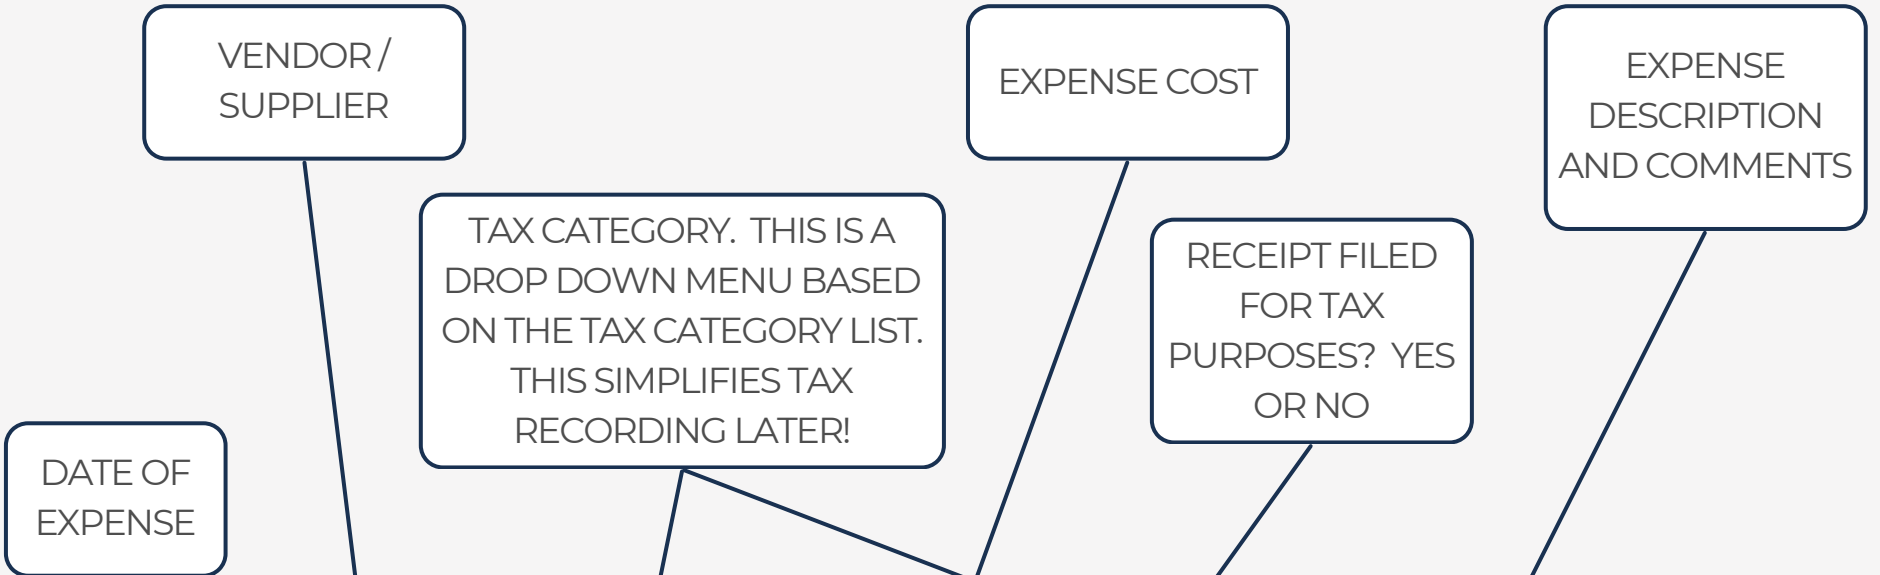 VENDOR /
SUPPLIER
EXPENSE COST
EXPENSE
DESCRIPTION
AND COMMENTS
TAX CATEGORY.  THIS IS A
DROP DOWN MENU BASED
ON THE TAX CATEGORY LIST.
THIS SIMPLIFIES TAX
RECORDING LATER!
RECEIPT FILED
FOR TAX
PURPOSES?  YES
OR NO
DATE OF
EXPENSE